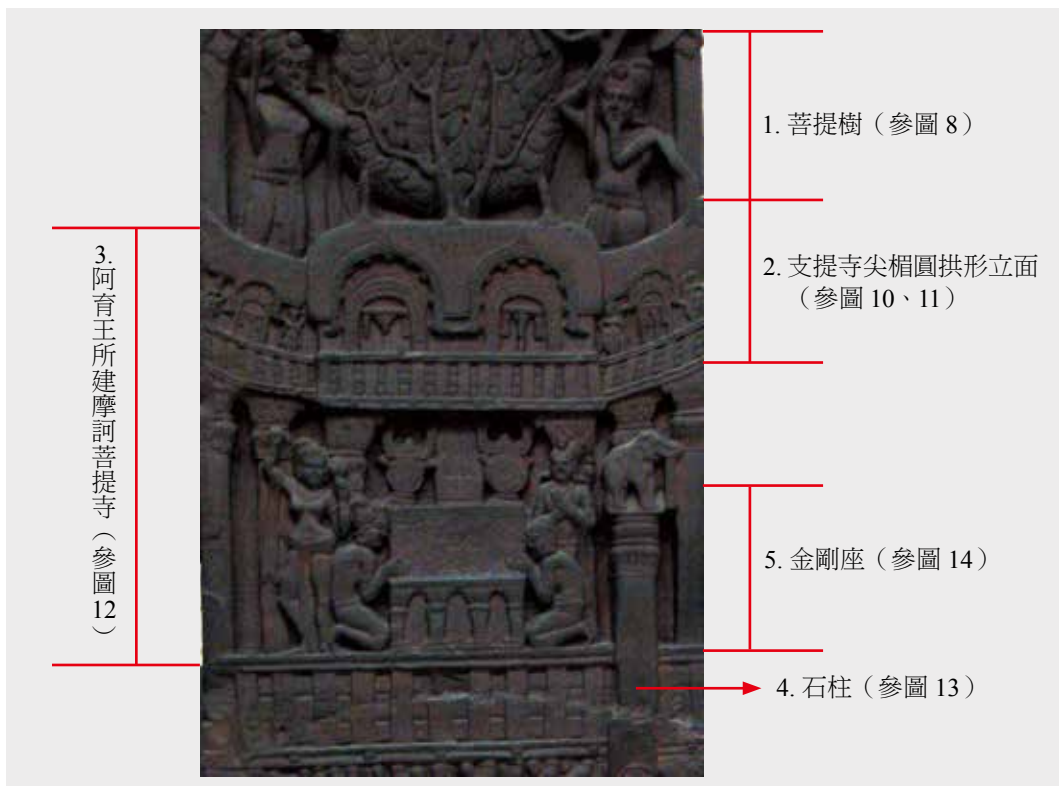 1. 菩提樹（參圖 8）
2. 支提寺尖楣圓拱形立面
（參圖 10、11）
3. 阿育王所建摩訶菩提寺（參圖 12）
5. 金剛座（參圖 14）
4. 石柱（參圖 13）